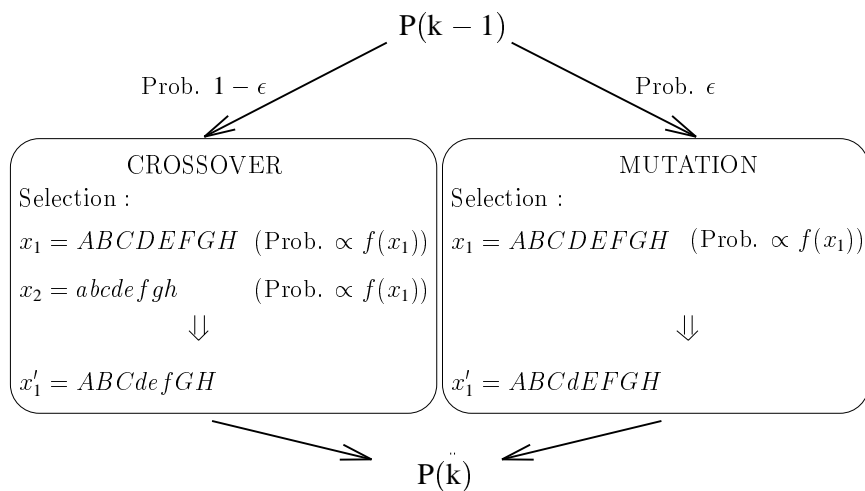 P(k − 1)
Prob. 1 − ϵ
Prob. ϵ
CROSSOVER
Selection :
x₁ = ABCDEFGH (Prob. ∝ f(x₁))
x₂ = abcdefgh (Prob. ∝ f(x₁))
⇓
x′₁ = ABCdefGH
MUTATION
Selection :
x₁ = ABCDEFGH (Prob. ∝ f(x₁))
⇓
x′₁ = ABCdEFGH
P(k̈)